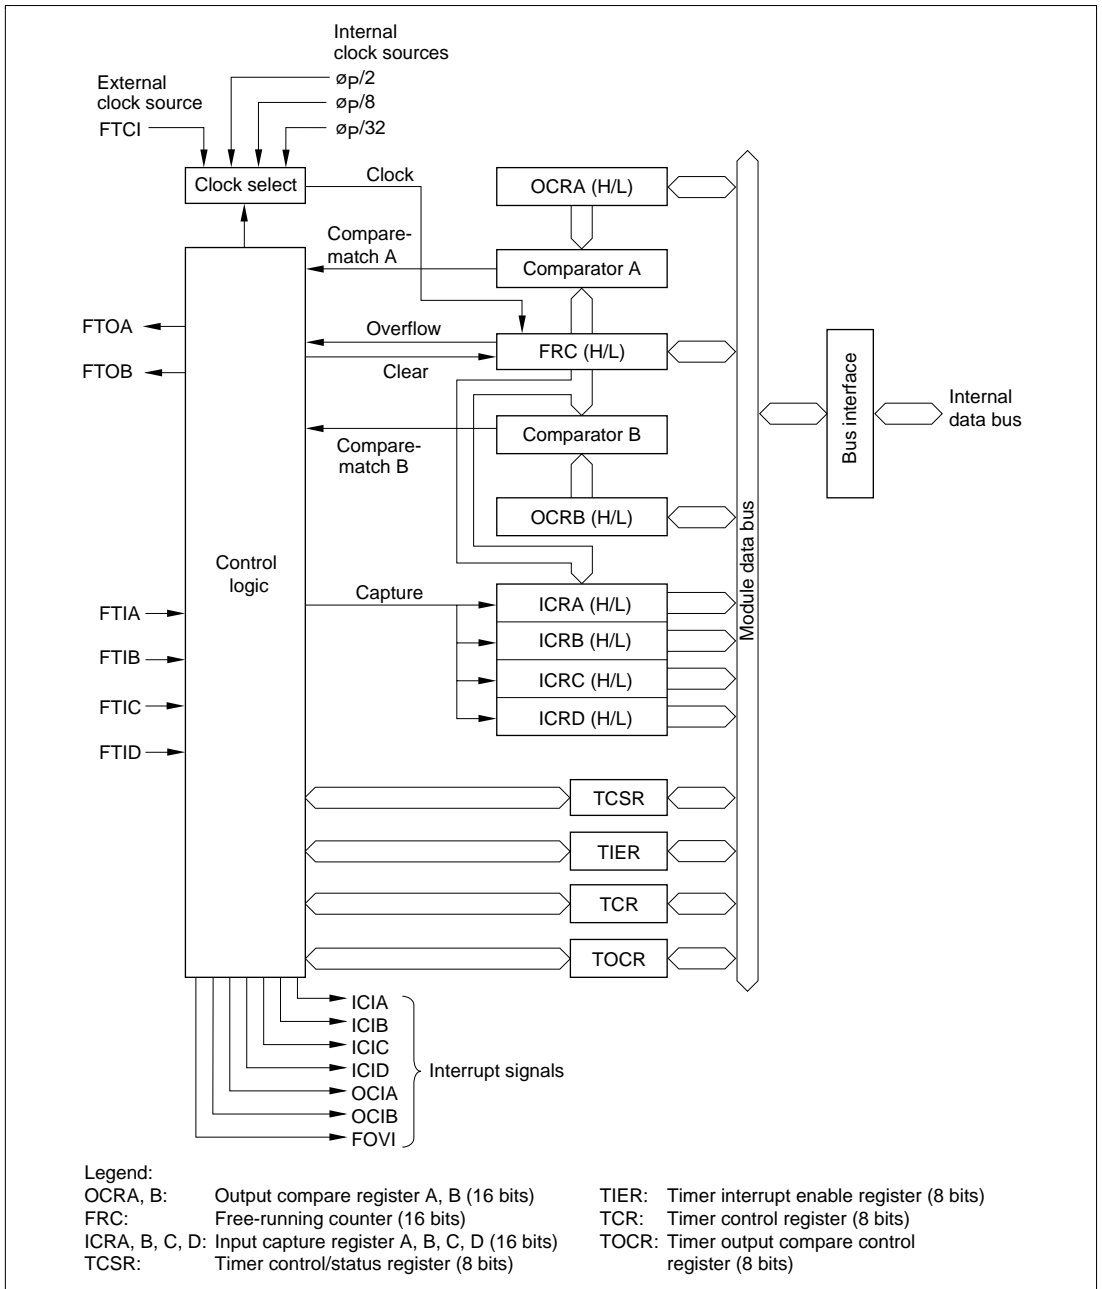 Internal
clock sources
External
clock source
FTCI
øP/2
øP/8
øP/32
Clock select
Clock
OCRA (H/L)
Compare-
match A
Comparator A
FTOA
Overflow
FRC (H/L)
FTOB
Clear
Internal
data bus
Bus interface
Comparator B
Compare-
match B
OCRB (H/L)
Module data bus
Control
logic
Capture
FTIA
ICRA (H/L)
FTIB
ICRB (H/L)
FTIC
ICRC (H/L)
FTID
ICRD (H/L)
TCSR
TIER
TCR
TOCR
ICIA
ICIB
ICIC
ICID
Interrupt signals
OCIA
OCIB
FOVI
Legend:
OCRA, B: Output compare register A, B (16 bits)
FRC: Free-running counter (16 bits)
ICRA, B, C, D: Input capture register A, B, C, D (16 bits)
TCSR: Timer control/status register (8 bits)
TIER: Timer interrupt enable register (8 bits)
TCR: Timer control register (8 bits)
TOCR: Timer output compare control
register (8 bits)